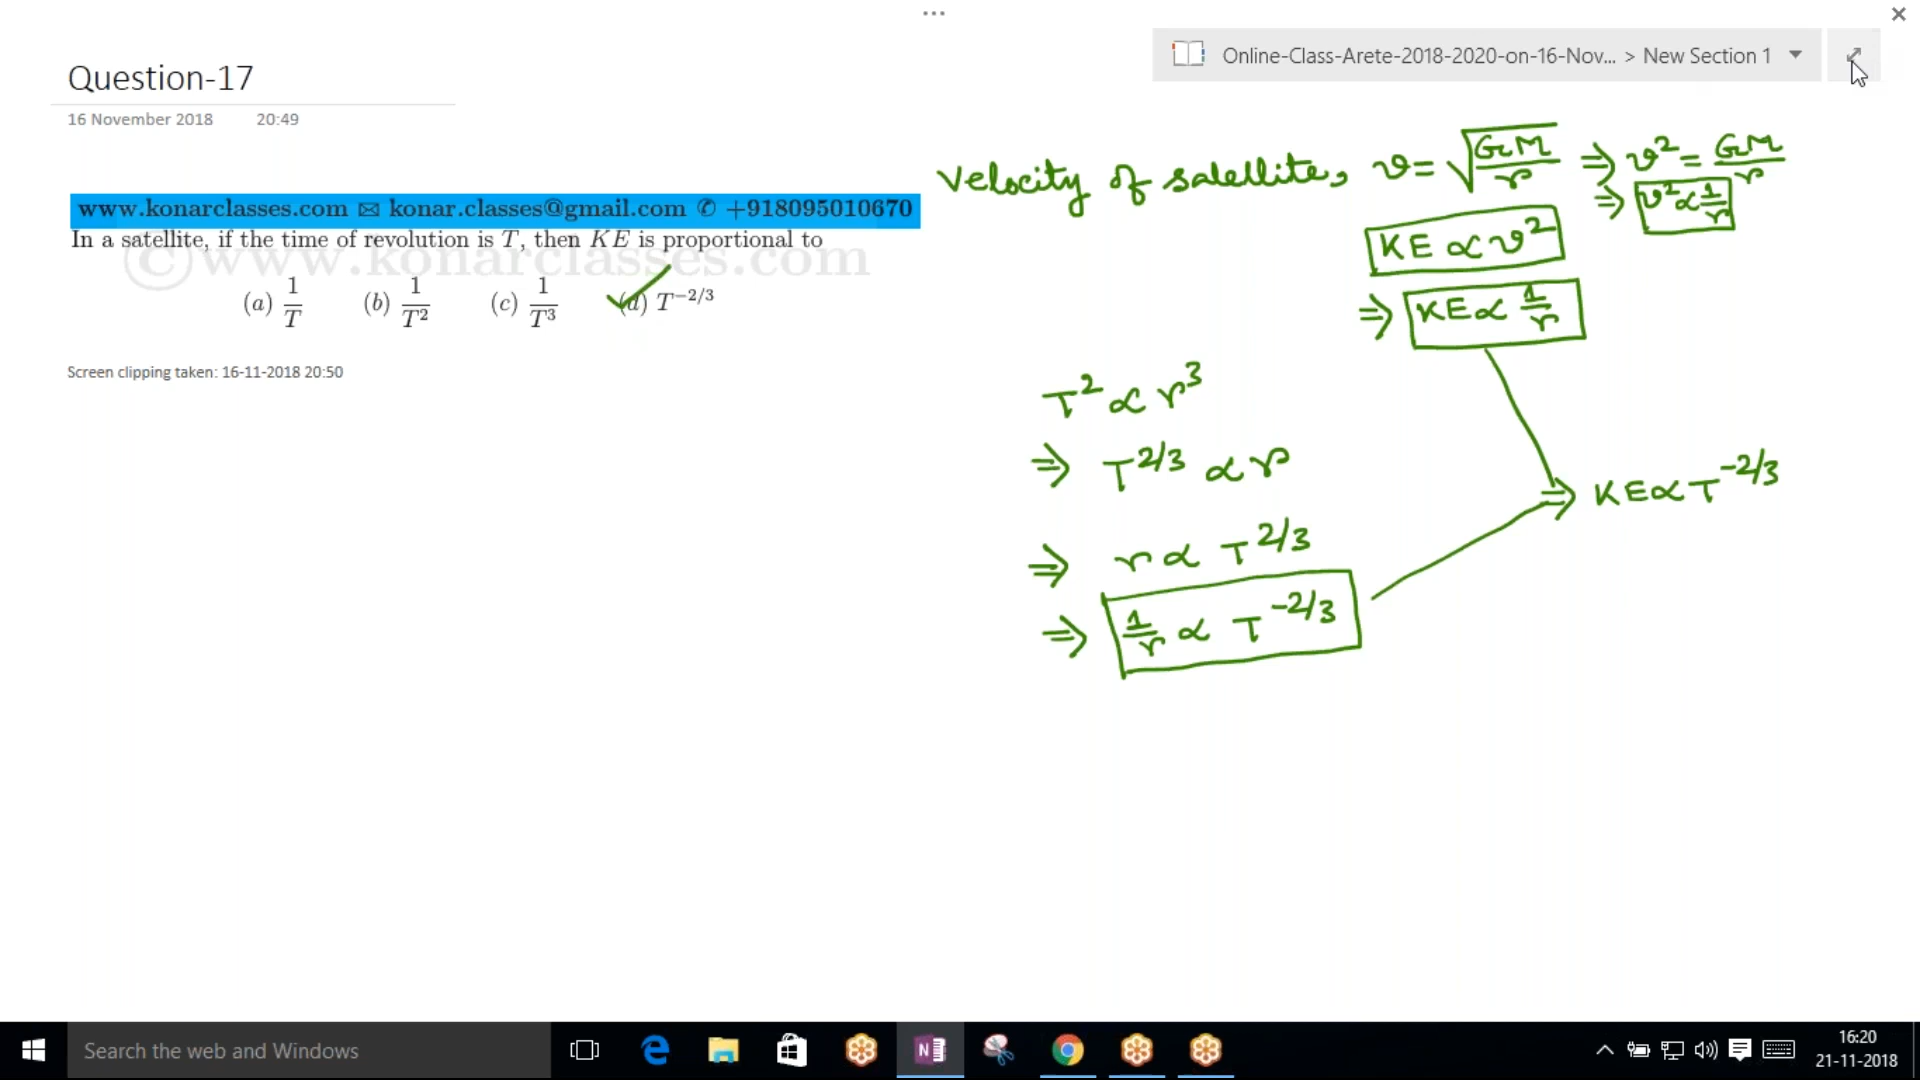 Online-Class-Arete-2018-2020-on-16-Nov... > New Section 1
Question-17
16 November 2018 20:49
www.konarclasses.com ✉ konar.classes@gmail.com ✆ +918095010670
In a satellite, if the time of revolution is T, then KE is proportional to
©www.konarclasses.com
(a) 1/T (b) 1/T² (c) 1/T³ (d) T^{-2/3}
Screen clipping taken: 16-11-2018 20:50
Velocity of satellite, v = √(GM/r) ⇒ v² = GM/r
⇒ v² ∝ 1/r
KE ∝ v²
⇒ KE ∝ 1/r
T² ∝ r³
⇒ T^{2/3} ∝ r
⇒ r ∝ T^{2/3}
⇒ 1/r ∝ T^{-2/3}
⇒ KE ∝ T^{-2/3}
Search the web and Windows
16:20
21-11-2018